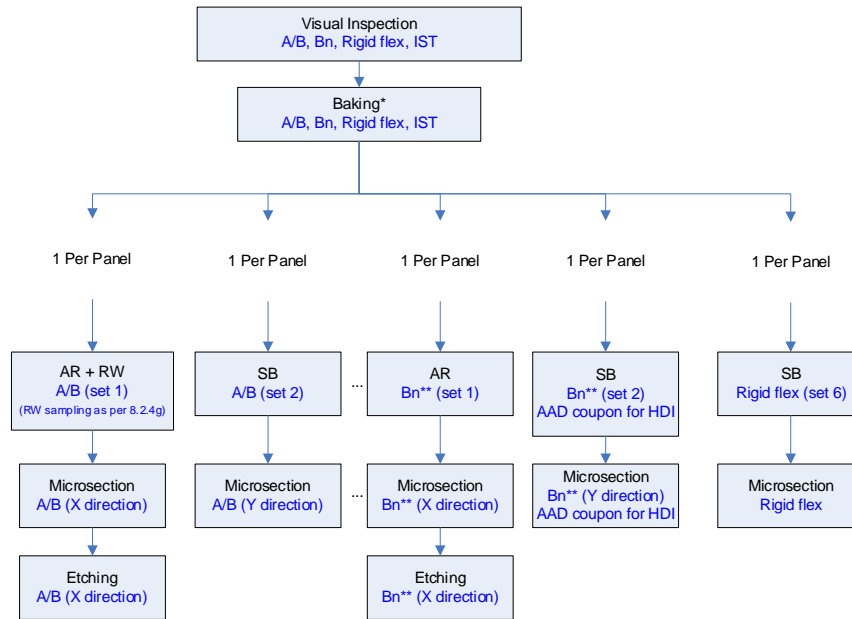 Visual Inspection
A/B, Bn, Rigid flex, IST
Baking*
A/B, Bn, Rigid flex, IST
1 Per Panel
1 Per Panel
1 Per Panel
1 Per Panel
1 Per Panel
AR + RW
A/B (set 1)
(RW sampling as per 8.2.4g)
SB
A/B (set 2)
...
AR
Bn** (set 1)
SB
Bn** (set 2)
AAD coupon for HDI
SB
Rigid flex (set 6)
Microsection
A/B (X direction)
Microsection
A/B (Y direction)
...
Microsection
Bn** (X direction)
Microsection
Bn** (Y direction)
AAD coupon for HDI
Microsection
Rigid flex
Etching
A/B (X direction)
Etching
Bn** (X direction)